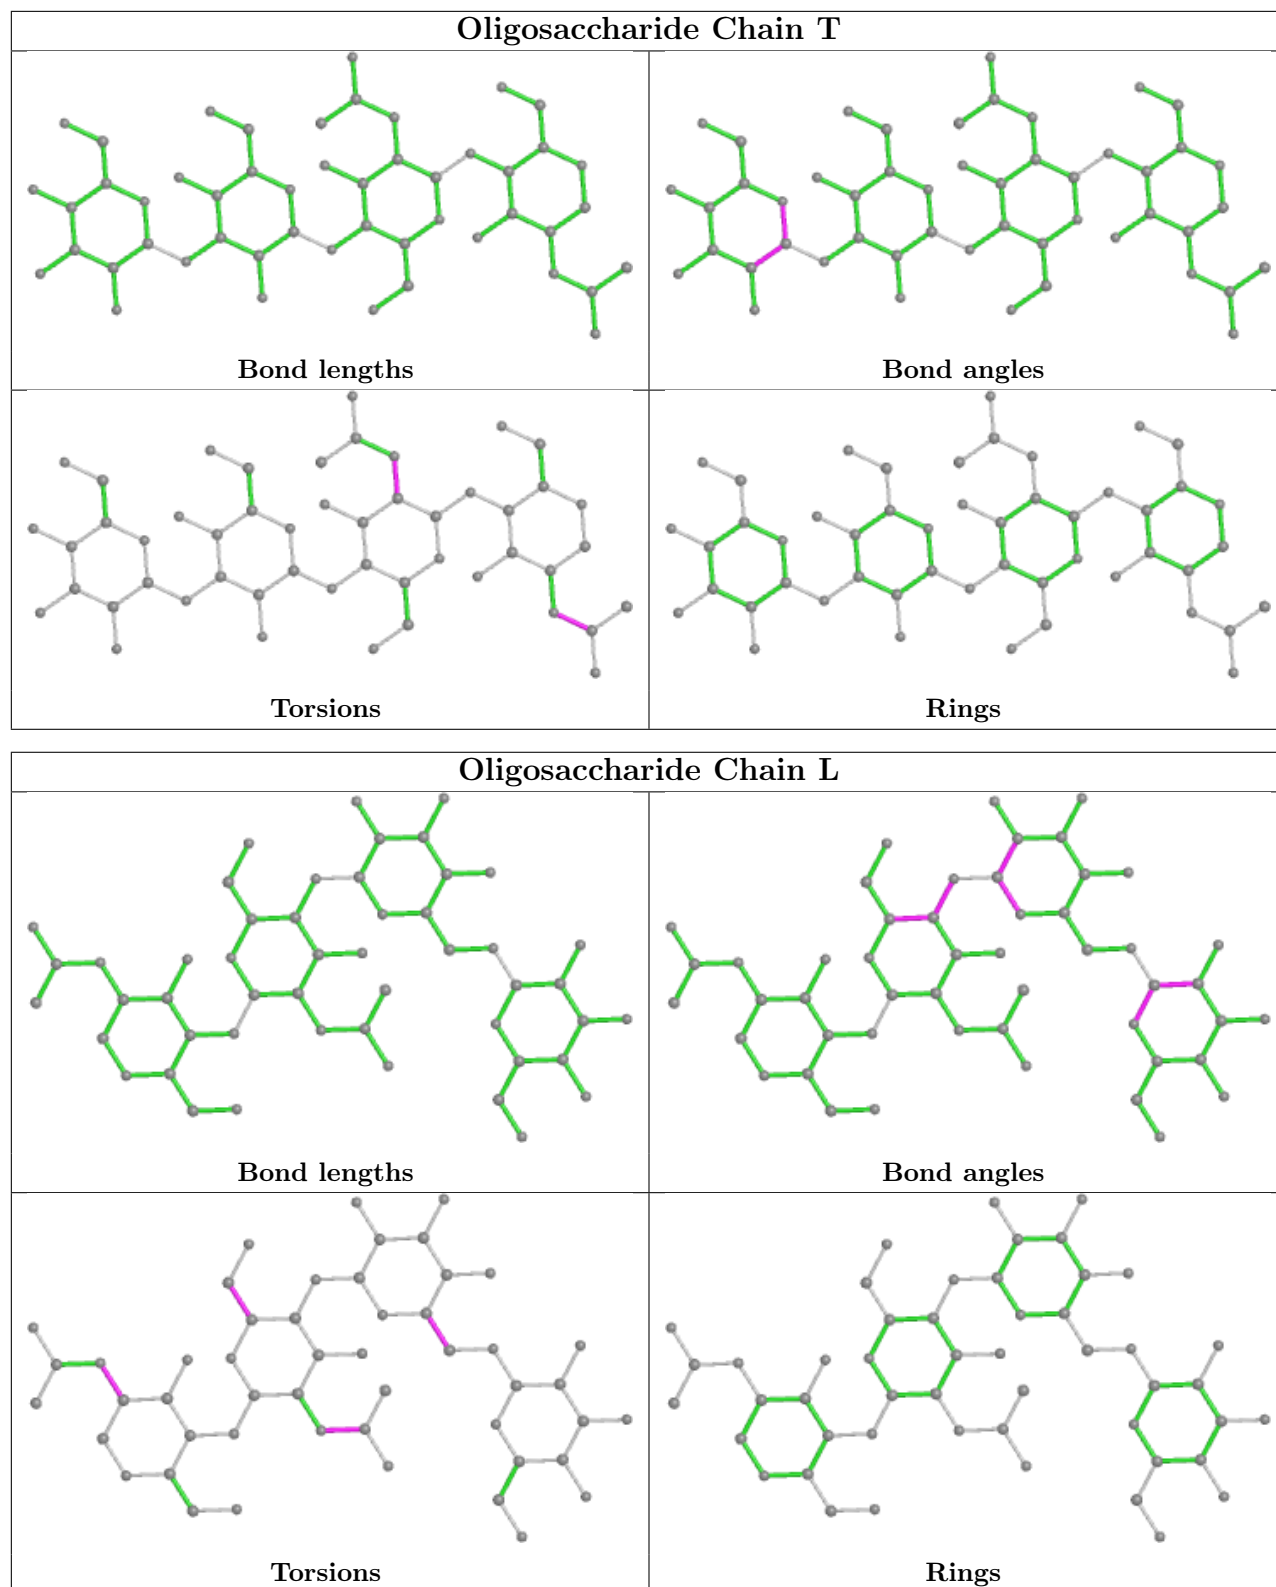 Oligosaccharide Chain T
Bond lengths
Bond angles
Torsions
Rings
Oligosaccharide Chain L
Bond lengths
Bond angles
Torsions
Rings